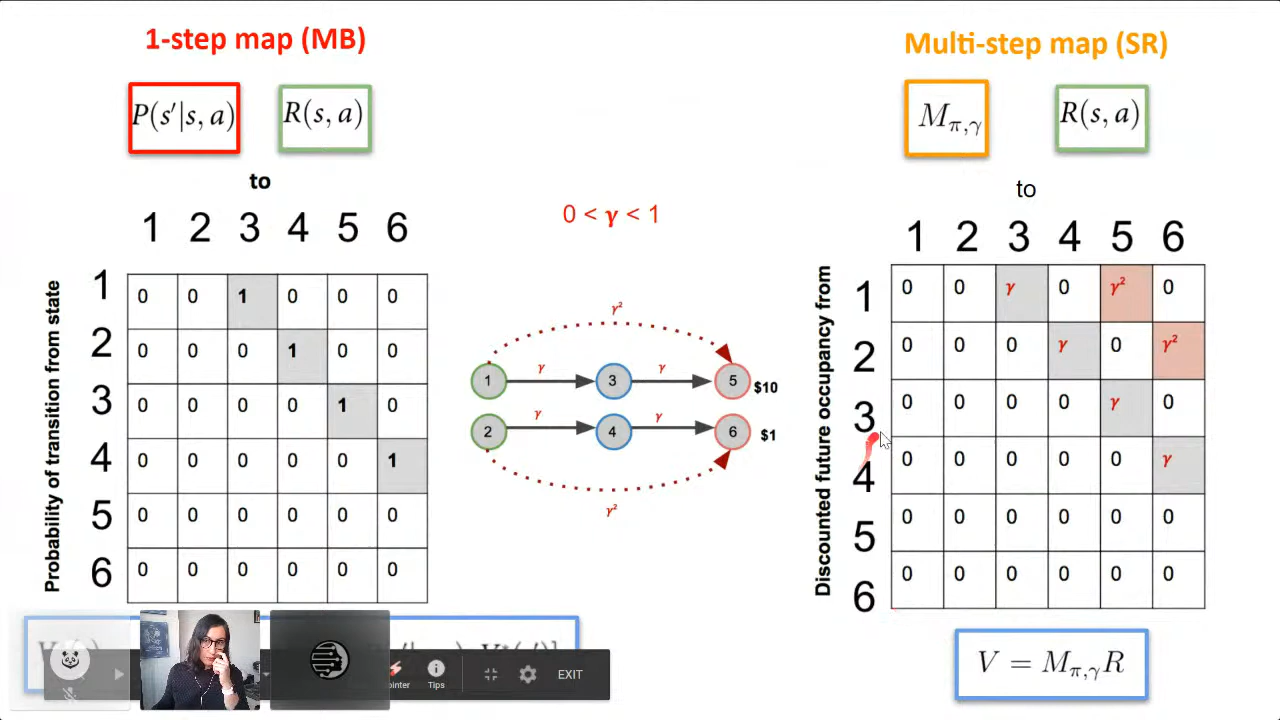 1-step map (MB)
P(s′|s, a)
R(s, a)
to
1 2 3 4 5 6
Probability of transition from state
1 0 0 1 0 0 0
2 0 0 0 1 0 0
3 0 0 0 0 1 0
4 0 0 0 0 0 1
5 0 0 0 0 0 0
6 0 0 0 0 0 0
0 < γ < 1
γ²
γ γ
1 3 5 $10
γ γ
2 4 6 $1
γ²
Multi-step map (SR)
M_{π,γ}
R(s, a)
to
1 2 3 4 5 6
Discounted future occupancy from
1 0 0 γ 0 γ² 0
2 0 0 0 γ 0 γ²
3 0 0 0 0 γ 0
4 0 0 0 0 0 γ
5 0 0 0 0 0 0
6 0 0 0 0 0 0
V = M_{π,γ}R
Tips
EXIT